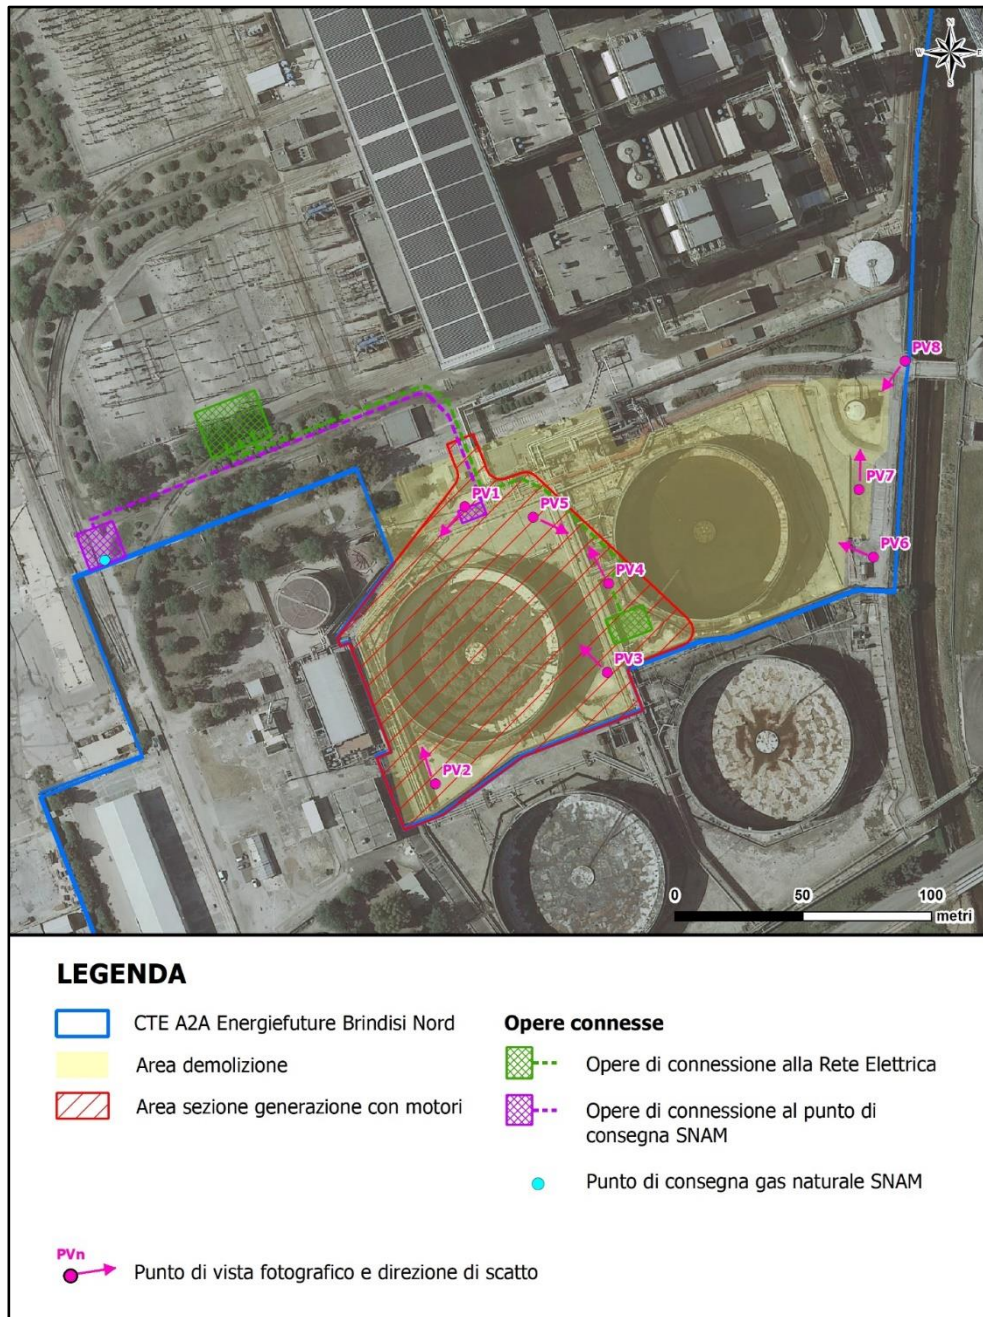 N
W E
S
PV8
PV7
PV1
PV5
PV6
PV4
PV3
PV2
0 50 100
metri
LEGENDA
CTE A2A Energiefuture Brindisi Nord
Area demolizione
Area sezione generazione con motori
Opere connesse
Opere di connessione alla Rete Elettrica
Opere di connessione al punto di
consegna SNAM
Punto di consegna gas naturale SNAM
PVn
Punto di vista fotografico e direzione di scatto